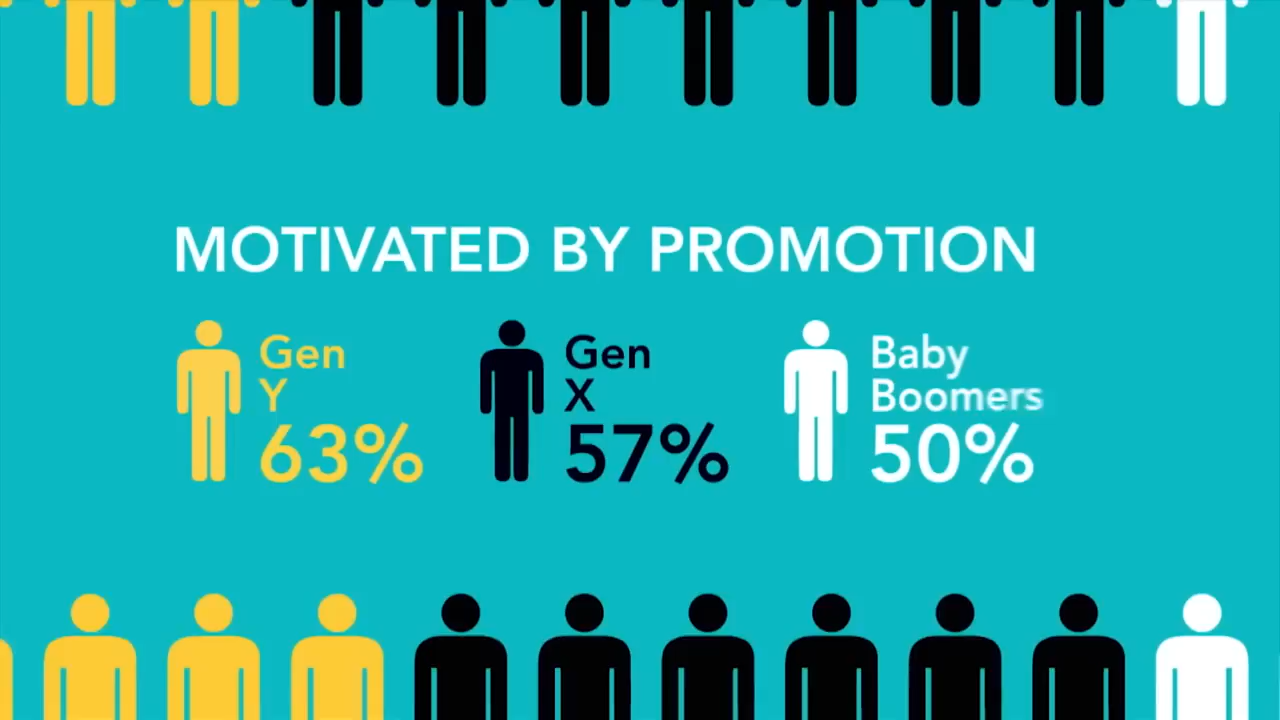 MOTIVATED BY PROMOTION
Gen
Y
63%
Gen
X
57%
Baby
Boomers
50%